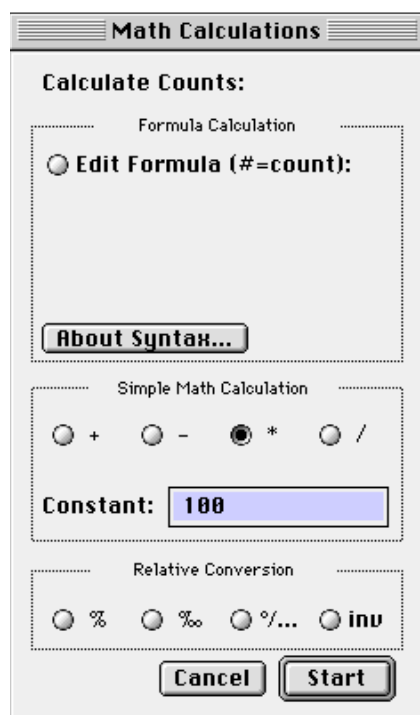 Math Calculations
Calculate Counts:
Formula Calculation
Edit Formula (#=count):
About Syntax...
Simple Math Calculation
+ - * /
Constant: 100
Relative Conversion
% ‰ °/... inv
Cancel Start